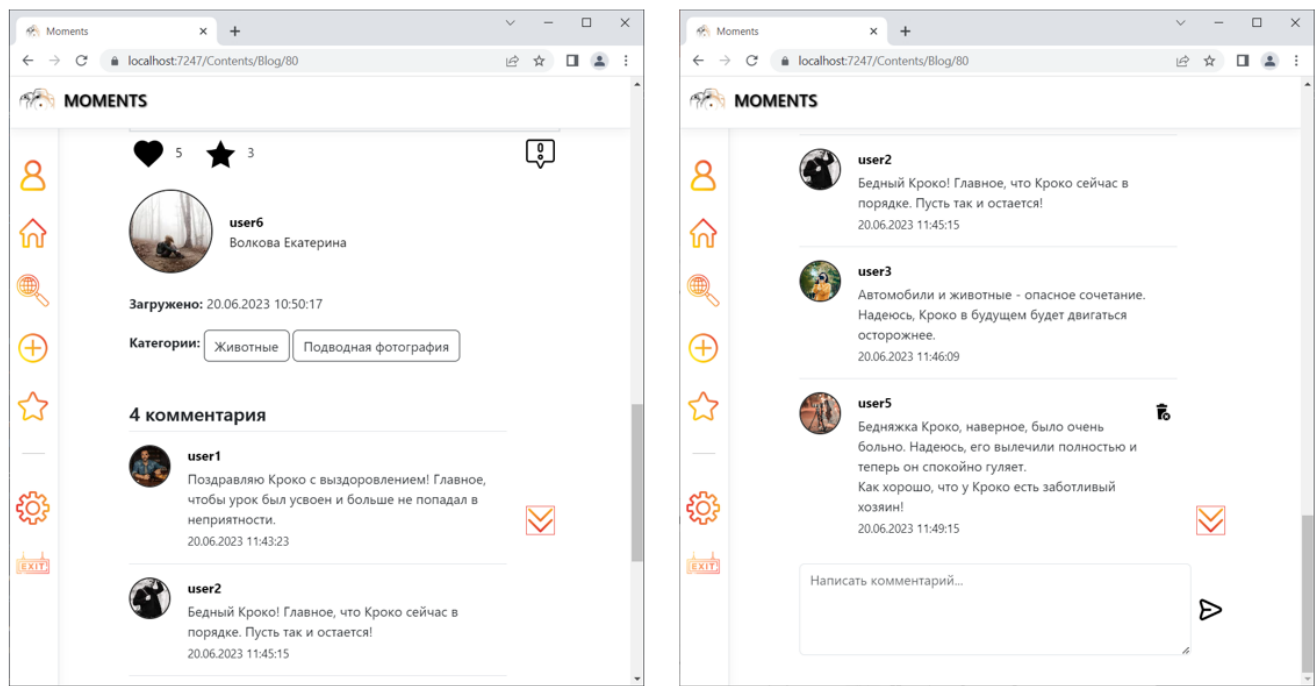 Moments
localhost:7247/Contents/Blog/80
MOMENTS
5
3
user6
Волкова Екатерина
Загружено: 20.06.2023 10:50:17
Категории: Животные Подводная фотография
4 комментария
user1
Поздравляю Кроко с выздоровлением! Главное,
чтобы урок был усвоен и больше не попадал в
неприятности.
20.06.2023 11:43:23
user2
Бедный Кроко! Главное, что Кроко сейчас в
порядке. Пусть так и остается!
20.06.2023 11:45:15
EXIT
Moments
localhost:7247/Contents/Blog/80
MOMENTS
user2
Бедный Кроко! Главное, что Кроко сейчас в
порядке. Пусть так и остается!
20.06.2023 11:45:15
user3
Автомобили и животные - опасное сочетание.
Надеюсь, Кроко в будущем будет двигаться
осторожнее.
20.06.2023 11:46:09
user5
Бедняжка Кроко, наверное, было очень
больно. Надеюсь, его вылечили полностью и
теперь он спокойно гуляет.
Как хорошо, что у Кроко есть заботливый
хозяин!
20.06.2023 11:49:15
EXIT
Написать комментарий...